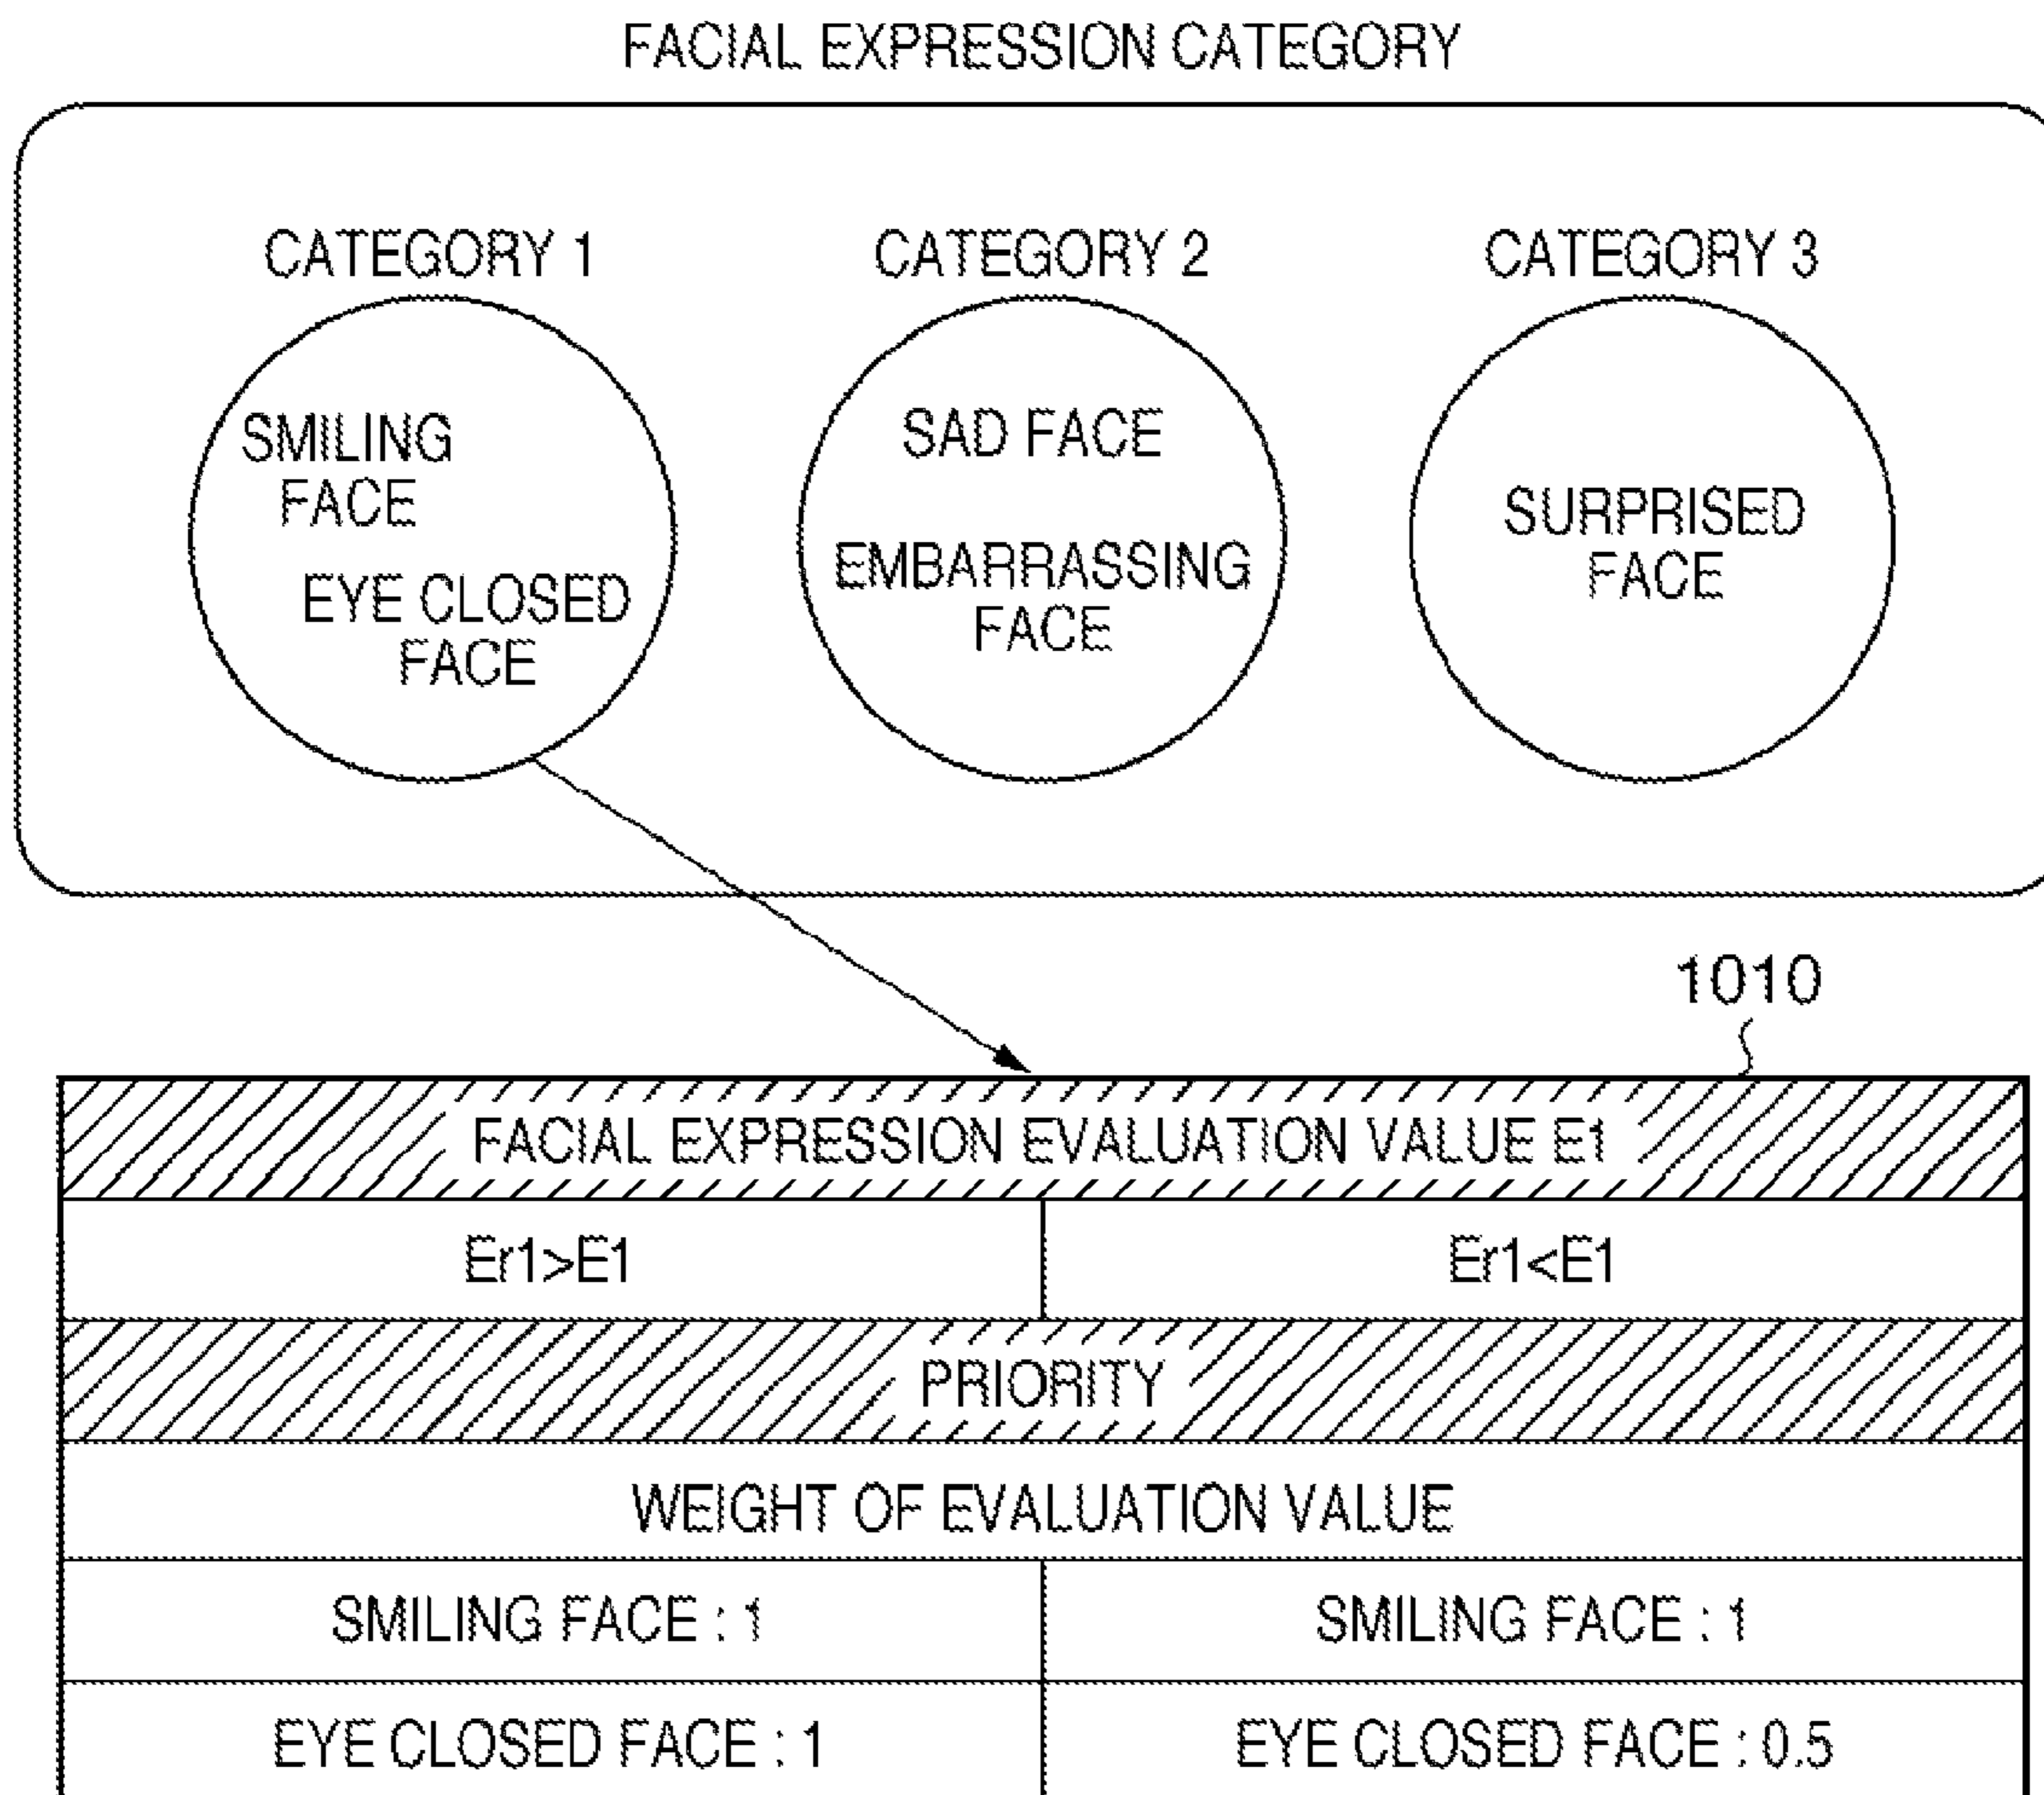 FACIAL EXPRESSION CATEGORY
CATEGORY 1
CATEGORY 2
CATEGORY 3
SMILING
FACE
EYE CLOSED
FACE
SAD FACE
EMBARRASSING
FACE
SURPRISED
FACE
1010
FACIAL EXPRESSION EVALUATION VALUE E1
Er1>E1
Er1<E1
PRIORITY
WEIGHT OF EVALUATION VALUE
SMILING FACE : 1
SMILING FACE : 1
EYE CLOSED FACE : 1
EYE CLOSED FACE : 0.5